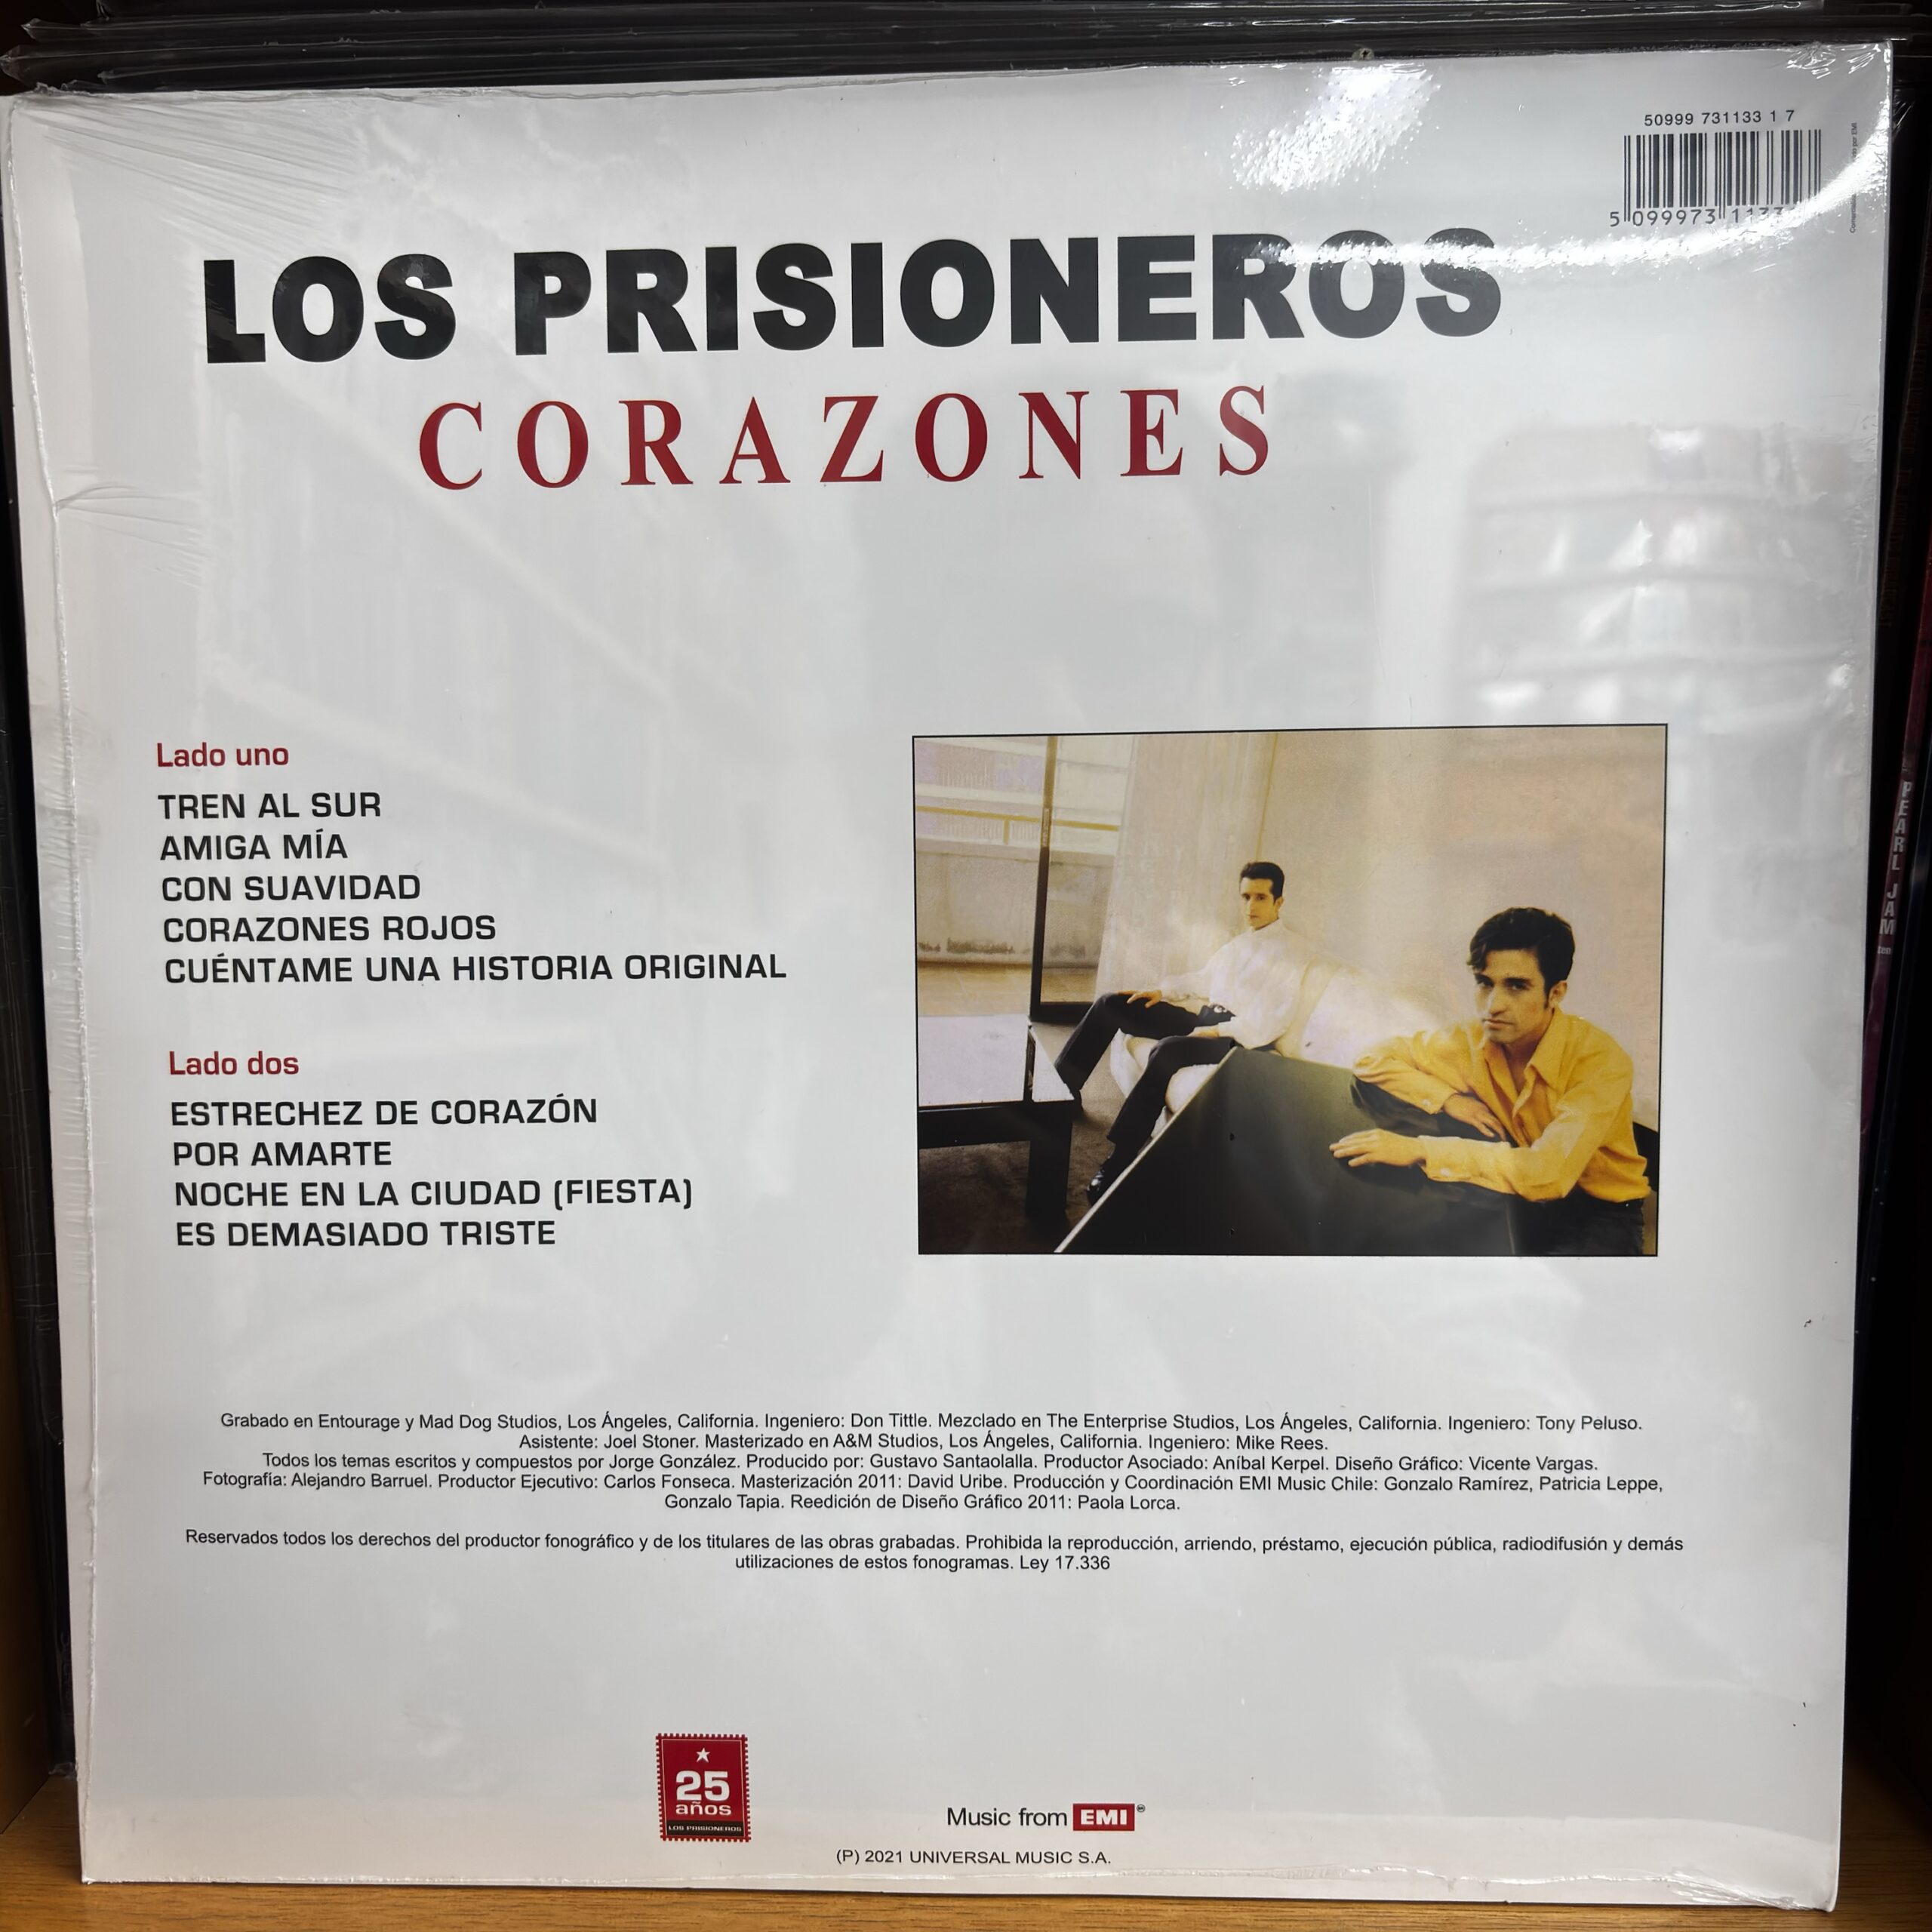 50999 731133 1 7
LOS PRISIONEROS
CORAZONES
Lado uno
TREN AL SUR
AMIGA MÍA
CON SUAVIDAD
CORAZONES ROJOS
CUÉNTAME UNA HISTORIA ORIGINAL
Lado dos
ESTRECHEZ DE CORAZÓN
POR AMARTE
NOCHE EN LA CIUDAD (FIESTA)
ES DEMASIADO TRISTE
PEARL JAM
ten
Grabado en Entourage y Mad Dog Studios, Los Ángeles, California. Ingeniero: Don Tittle. Mezclado en The Enterprise Studios, Los Ángeles, California. Ingeniero: Tony Peluso.
Asistente: Joel Stoner. Masterizado en A&M Studios, Los Ángeles, California. Ingeniero: Mike Rees.
Todos los temas escritos y compuestos por Jorge González. Producido por: Gustavo Santaolalla. Productor Asociado: Aníbal Kerpel. Diseño Gráfico: Vicente Vargas.
Fotografía: Alejandro Barruel. Productor Ejecutivo: Carlos Fonseca. Masterización 2011: David Uribe. Producción y Coordinación EMI Music Chile: Gonzalo Ramírez, Patricia Leppe,
Gonzalo Tapia. Reedición de Diseño Gráfico 2011: Paola Lorca.
Reservados todos los derechos del productor fonográfico y de los titulares de las obras grabadas. Prohibida la reproducción, arriendo, préstamo, ejecución pública, radiodifusión y demás
utilizaciones de estos fonogramas. Ley 17.336
25
años
LOS PRISIONEROS
Music from EMI
(P) 2021 UNIVERSAL MUSIC S.A.